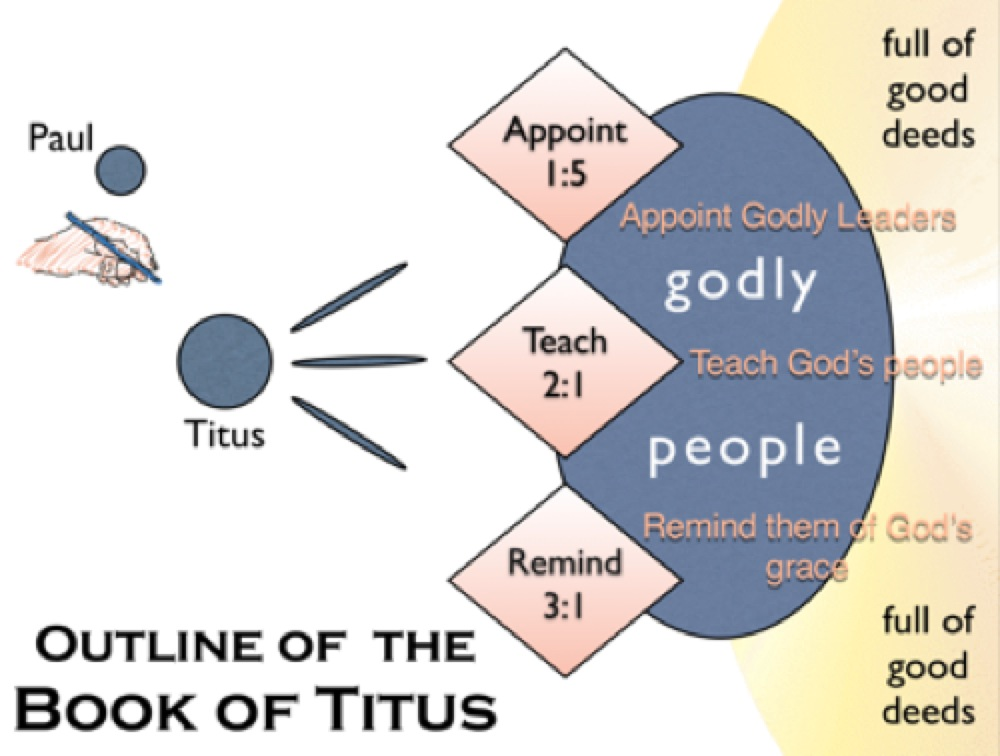 full of
good
deeds
Paul
Appoint
1:5
Appoint Godly Leaders
godly
Teach
2:1
Teach God's people
Titus
people
Remind them of God's
grace
Remind
3:1
full of
good
deeds
OUTLINE OF THE
BOOK OF TITUS